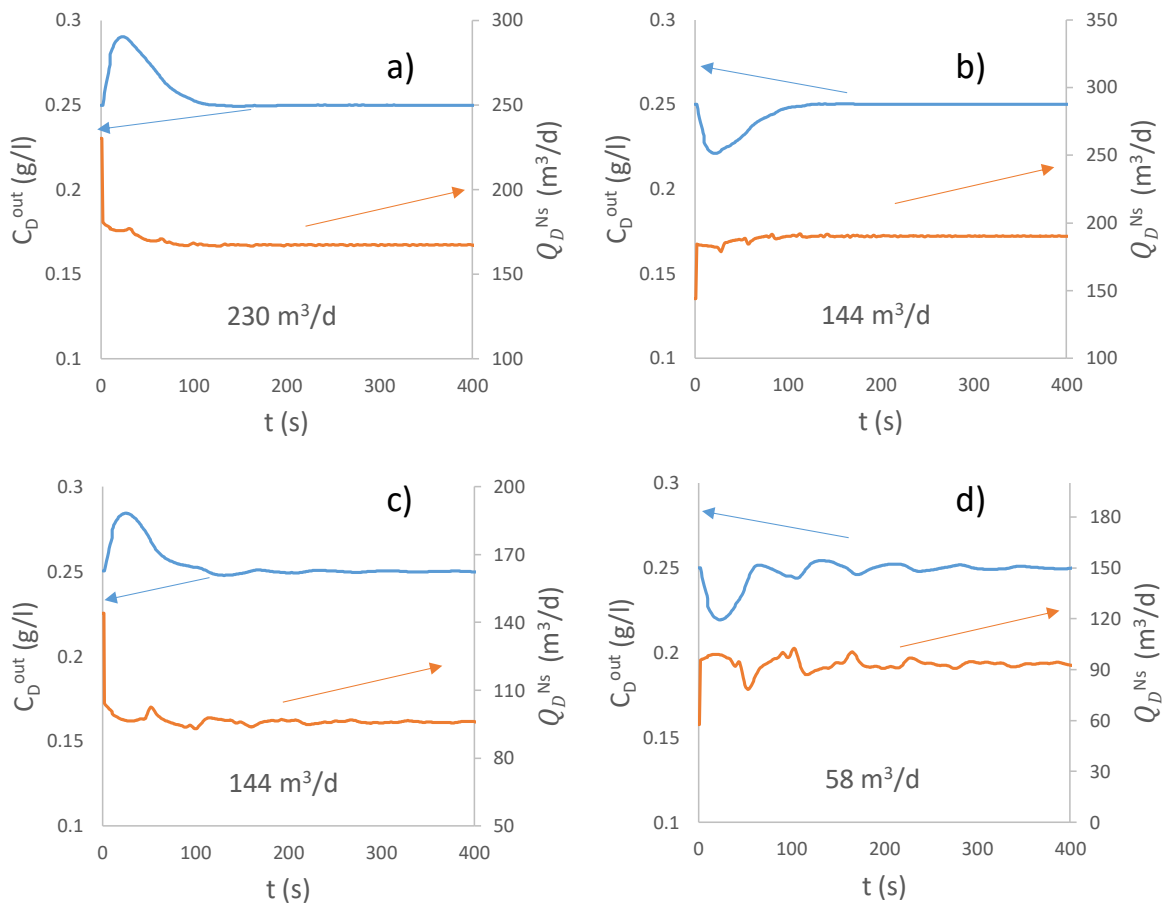 a)
0.3
0.25
0.2
0.15
0.1
C_D^out (g/l)
300
250
200
150
100
Q_D^Ns (m³/d)
230 m³/d
0 100 200 300 400
t (s)
b)
0.3
0.25
0.2
0.15
0.1
C_D^out (g/l)
350
300
250
200
150
100
Q_D^Ns (m³/d)
144 m³/d
0 100 200 300 400
t (s)
c)
0.3
0.25
0.2
0.15
0.1
C_D^out (g/l)
200
170
140
110
80
50
Q_D^Ns (m³/d)
144 m³/d
0 100 200 300 400
t (s)
d)
0.3
0.25
0.2
0.15
0.1
C_D^out (g/l)
180
150
120
90
60
30
0
Q_D^Ns (m³/d)
58 m³/d
0 100 200 300 400
t (s)